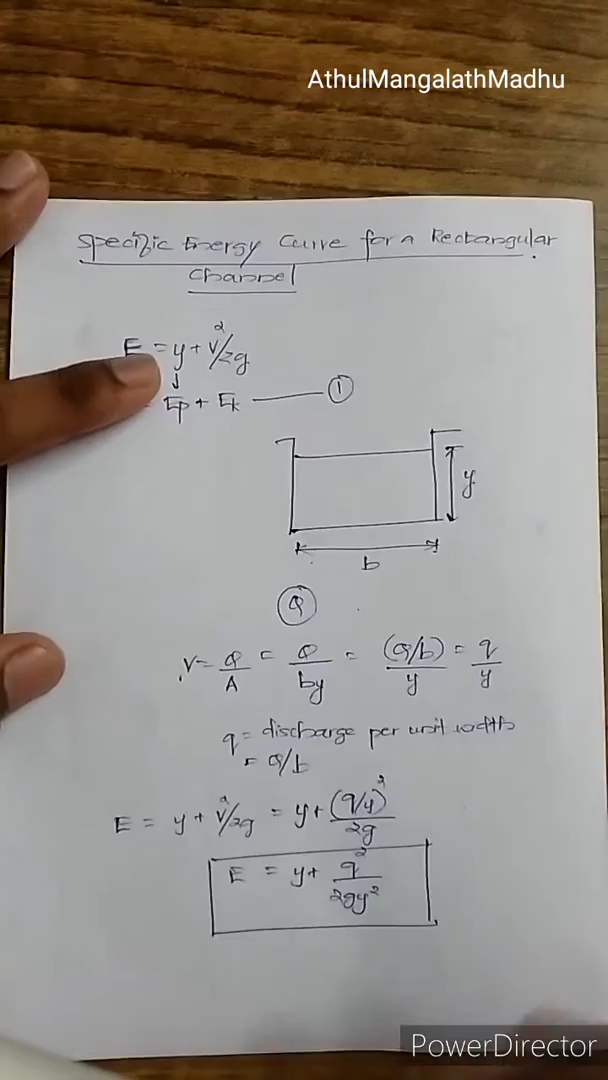 AthulMangalathMadhu
Specific Energy Curve for a Rectangular
Channel
E = y + v²/2g
↓
Ep + Ek ——— ①
y
b
Q
V = Q/A = Q/by = (Q/b)/y = q/y
q = discharge per unit width
= Q/b
E = y + v²/2g = y + (q/y)²/2g
E = y + q²/2gy²
PowerDirector